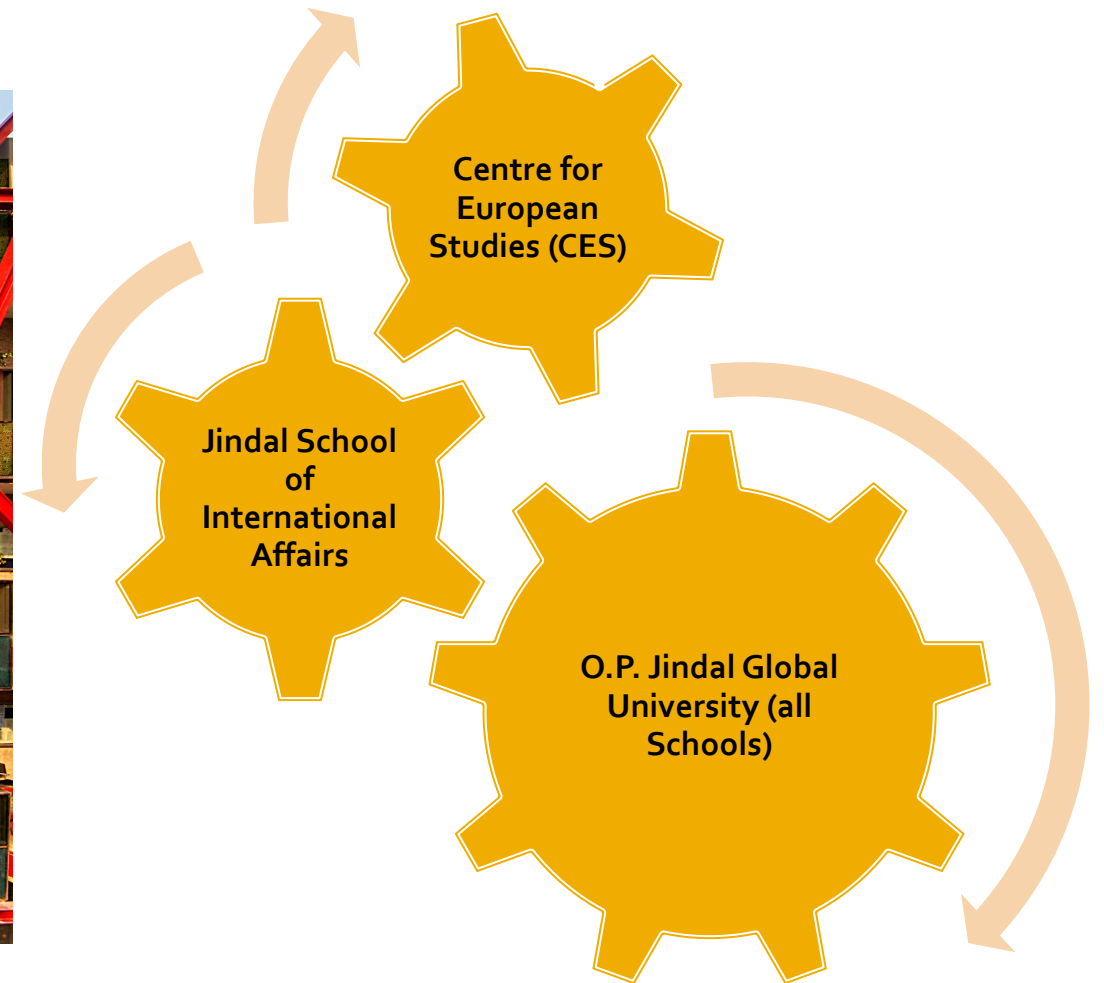 Centre for
European
Studies (CES)
Jindal School
of
International
Affairs
O.P. Jindal Global
University (all
Schools)